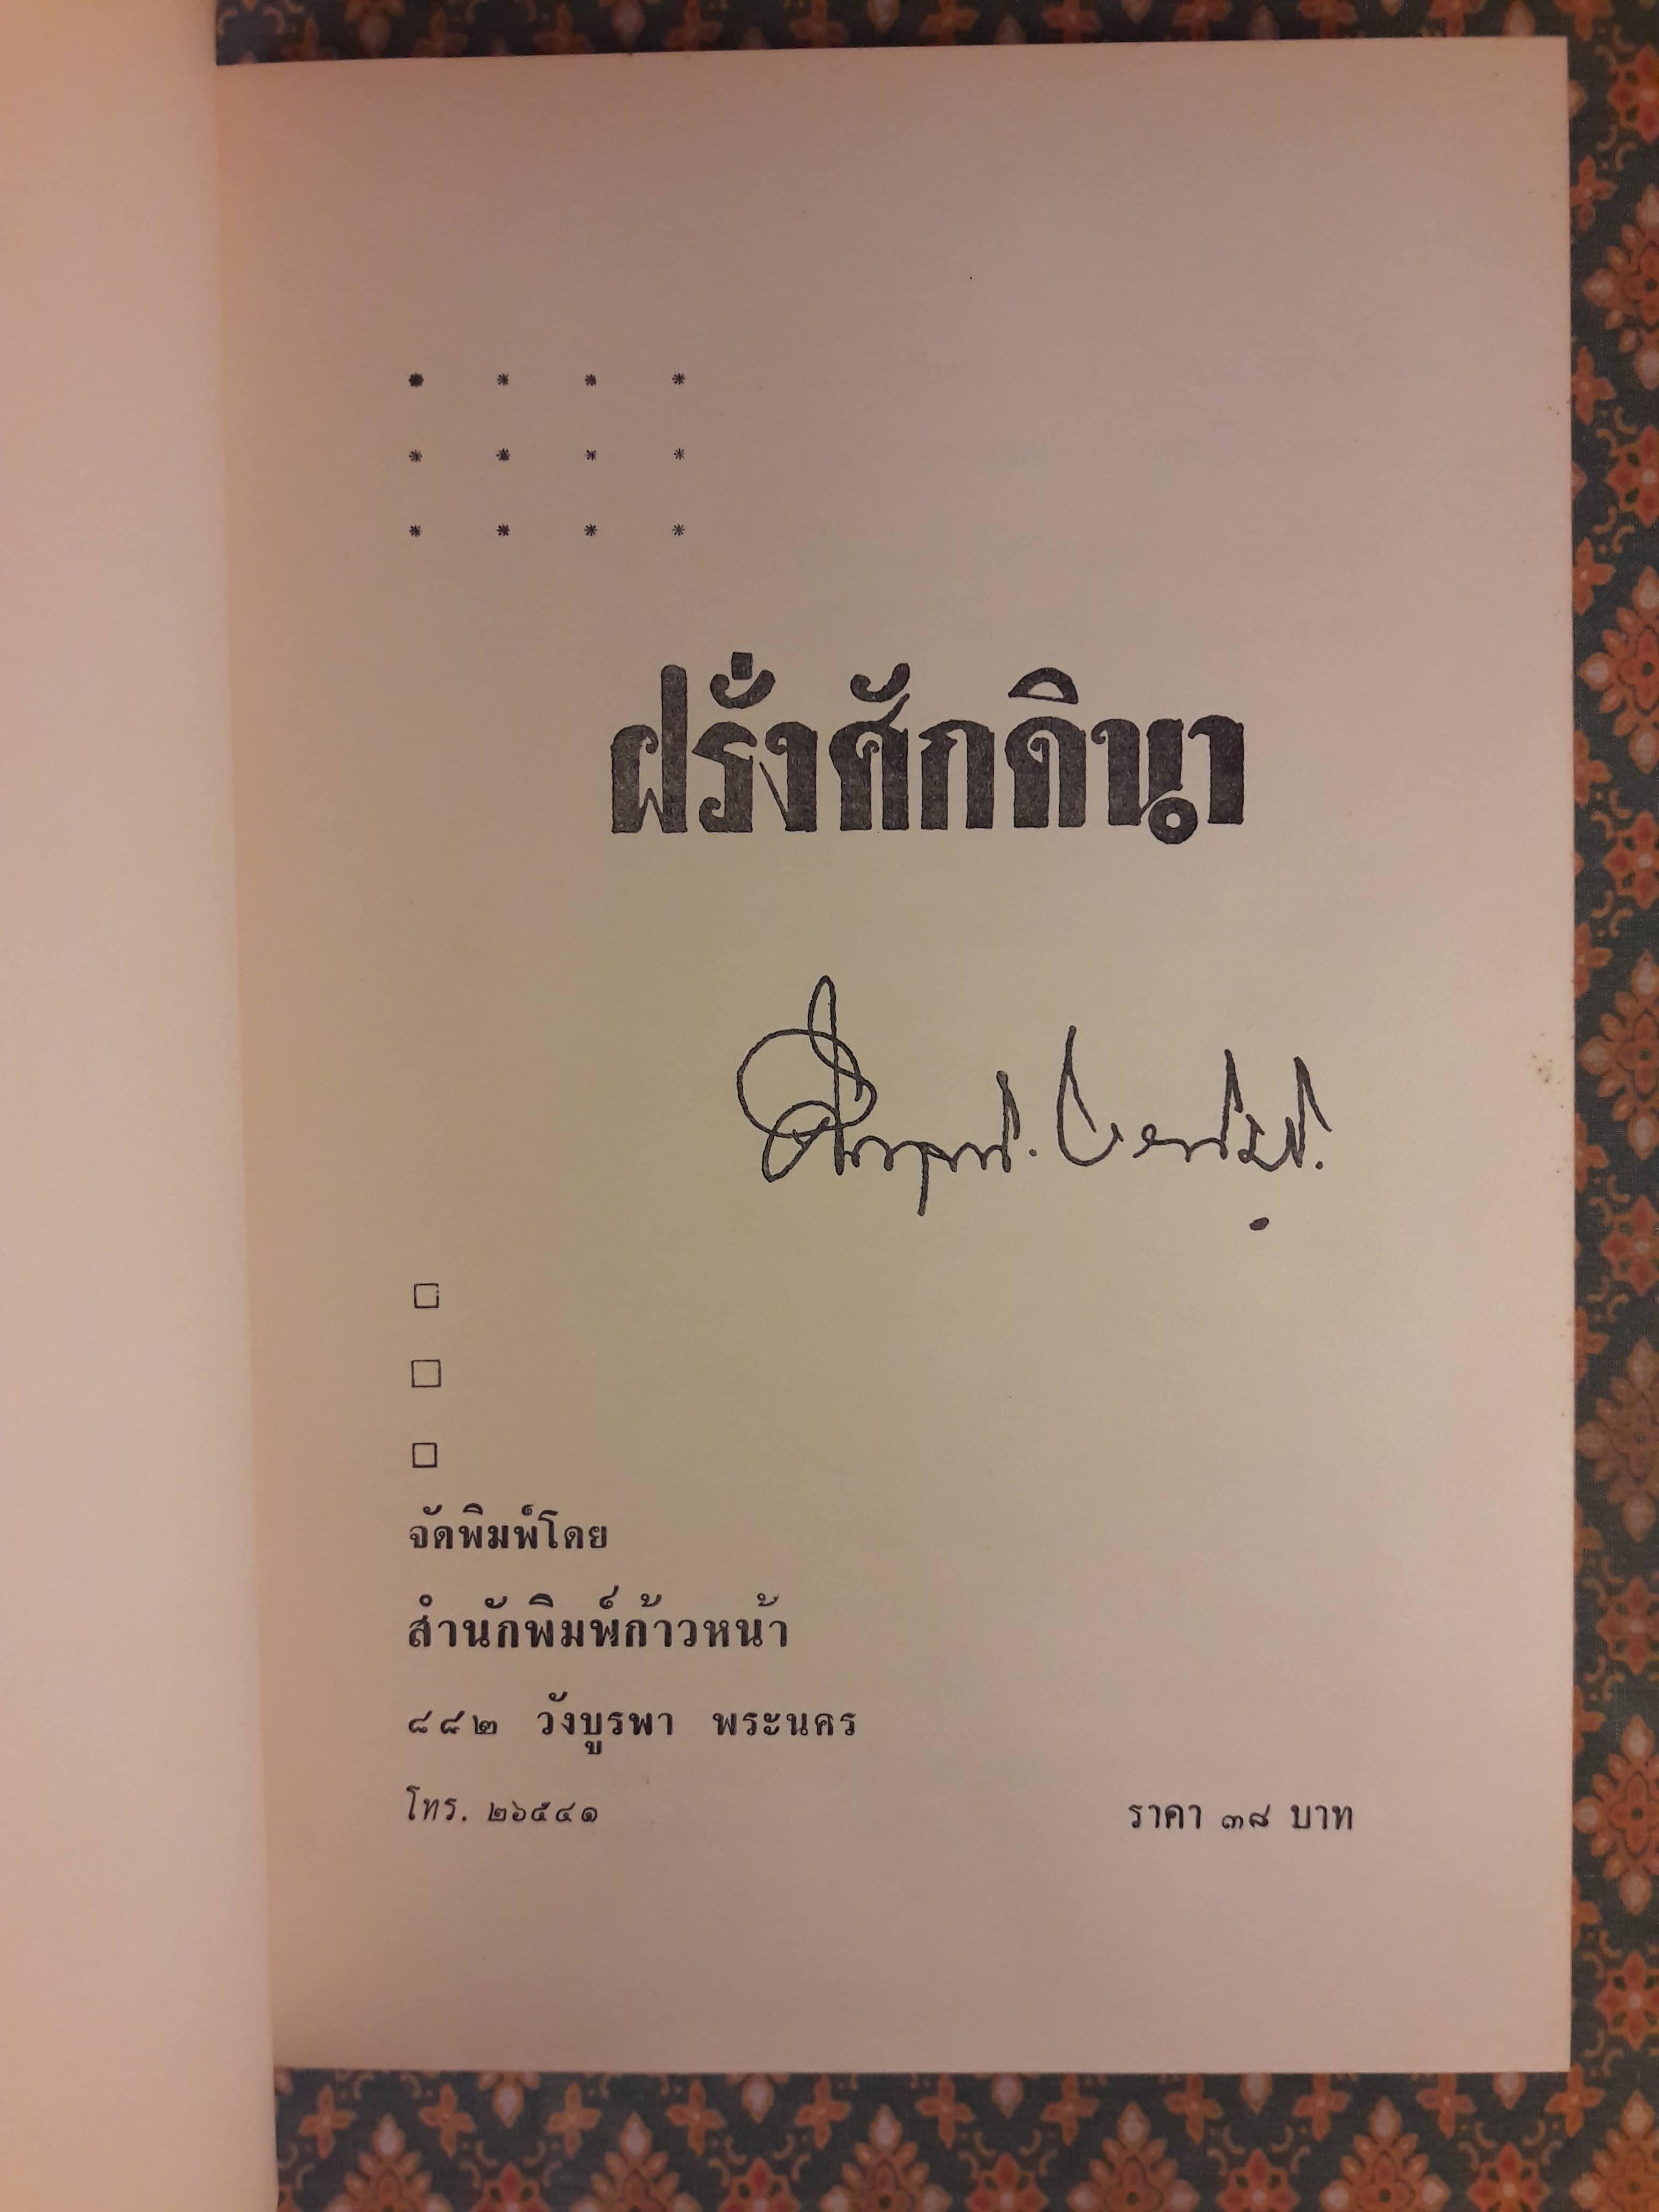 ฝรั่งศักดินา
จัดพิมพ์โดย
สำนักพิมพ์ก้าวหน้า
๘๘๒ วังบูรพา พระนคร
โทร. ๒๖๕๔๑
ราคา ๓๘ บาท